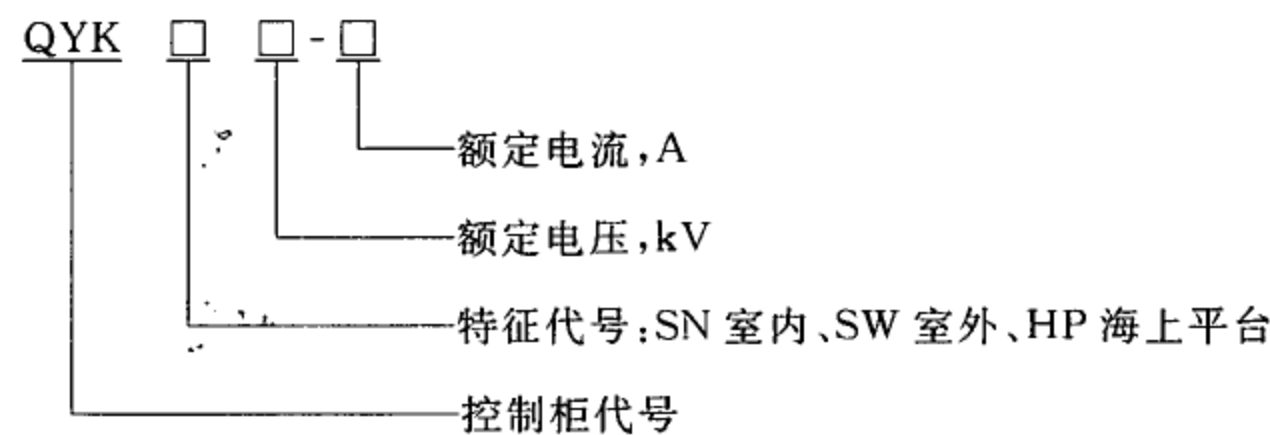 QYK □ □-□
额定电流,A
额定电压,kV
特征代号:SN 室内、SW 室外、HP 海上平台
控制柜代号